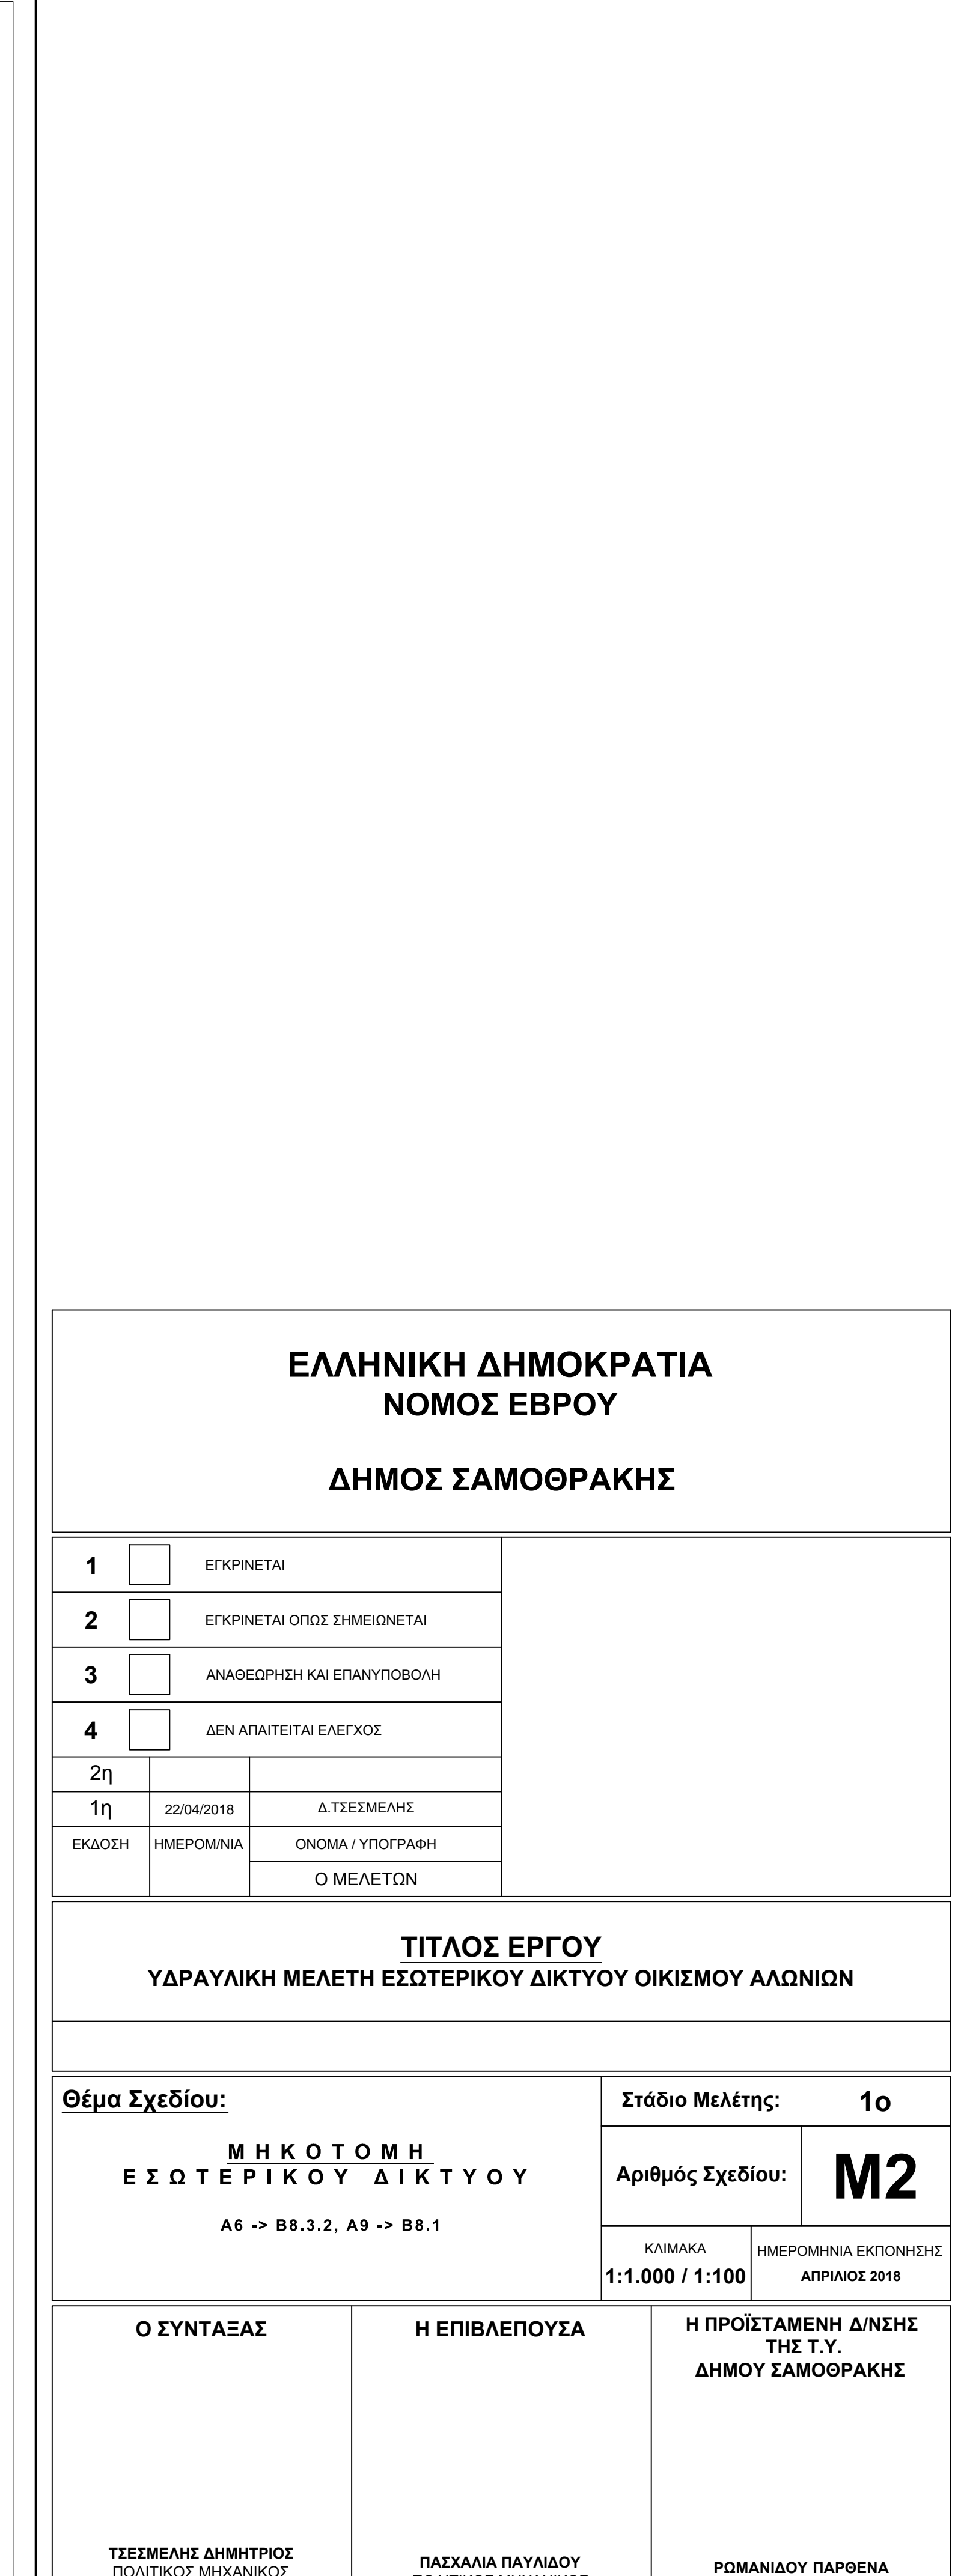 ΕΛΛΗΝΙΚΗ ΔΗΜΟΚΡΑΤΙΑ
ΝΟΜΟΣ ΕΒΡΟΥ
ΔΗΜΟΣ ΣΑΜΟΘΡΑΚΗΣ
1 ΕΓΚΡΙΝΕΤΑΙ
2 ΕΓΚΡΙΝΕΤΑΙ ΟΠΩΣ ΣΗΜΕΙΩΝΕΤΑΙ
3 ΑΝΑΘΕΩΡΗΣΗ ΚΑΙ ΕΠΑΝΥΠΟΒΟΛΗ
4 ΔΕΝ ΑΠΑΙΤΕΙΤΑΙ ΕΛΕΓΧΟΣ
2η
1η 22/04/2018 Δ.ΤΣΕΣΜΕΛΗΣ
ΕΚΔΟΣΗ ΗΜΕΡΟΜ/ΝΙΑ ΟΝΟΜΑ / ΥΠΟΓΡΑΦΗ
Ο ΜΕΛΕΤΩΝ
ΤΙΤΛΟΣ ΕΡΓΟΥ
ΥΔΡΑΥΛΙΚΗ ΜΕΛΕΤΗ ΕΣΩΤΕΡΙΚΟΥ ΔΙΚΤΥΟΥ ΟΙΚΙΣΜΟΥ ΑΛΩΝΙΩΝ
Θέμα Σχεδίου:
ΜΗΚΟΤΟΜΗ
ΕΣΩΤΕΡΙΚΟΥ ΔΙΚΤΥΟΥ
Α6 -> Β8.3.2, Α9 -> Β8.1
Στάδιο Μελέτης: 1ο
Αριθμός Σχεδίου: Μ2
ΚΛΙΜΑΚΑ
1:1.000 / 1:100
ΗΜΕΡΟΜΗΝΙΑ ΕΚΠΟΝΗΣΗΣ
ΑΠΡΙΛΙΟΣ 2018
Ο ΣΥΝΤΑΞΑΣ
ΤΣΕΣΜΕΛΗΣ ΔΗΜΗΤΡΙΟΣ
ΠΟΛΙΤΙΚΟΣ ΜΗΧΑΝΙΚΟΣ
Η ΕΠΙΒΛΕΠΟΥΣΑ
ΠΑΣΧΑΛΙΑ ΠΑΥΛΙΔΟΥ
Η ΠΡΟΪΣΤΑΜΕΝΗ Δ/ΝΣΗΣ
ΤΗΣ Τ.Υ.
ΔΗΜΟΥ ΣΑΜΟΘΡΑΚΗΣ
ΡΩΜΑΝΙΔΟΥ ΠΑΡΘΕΝΑ